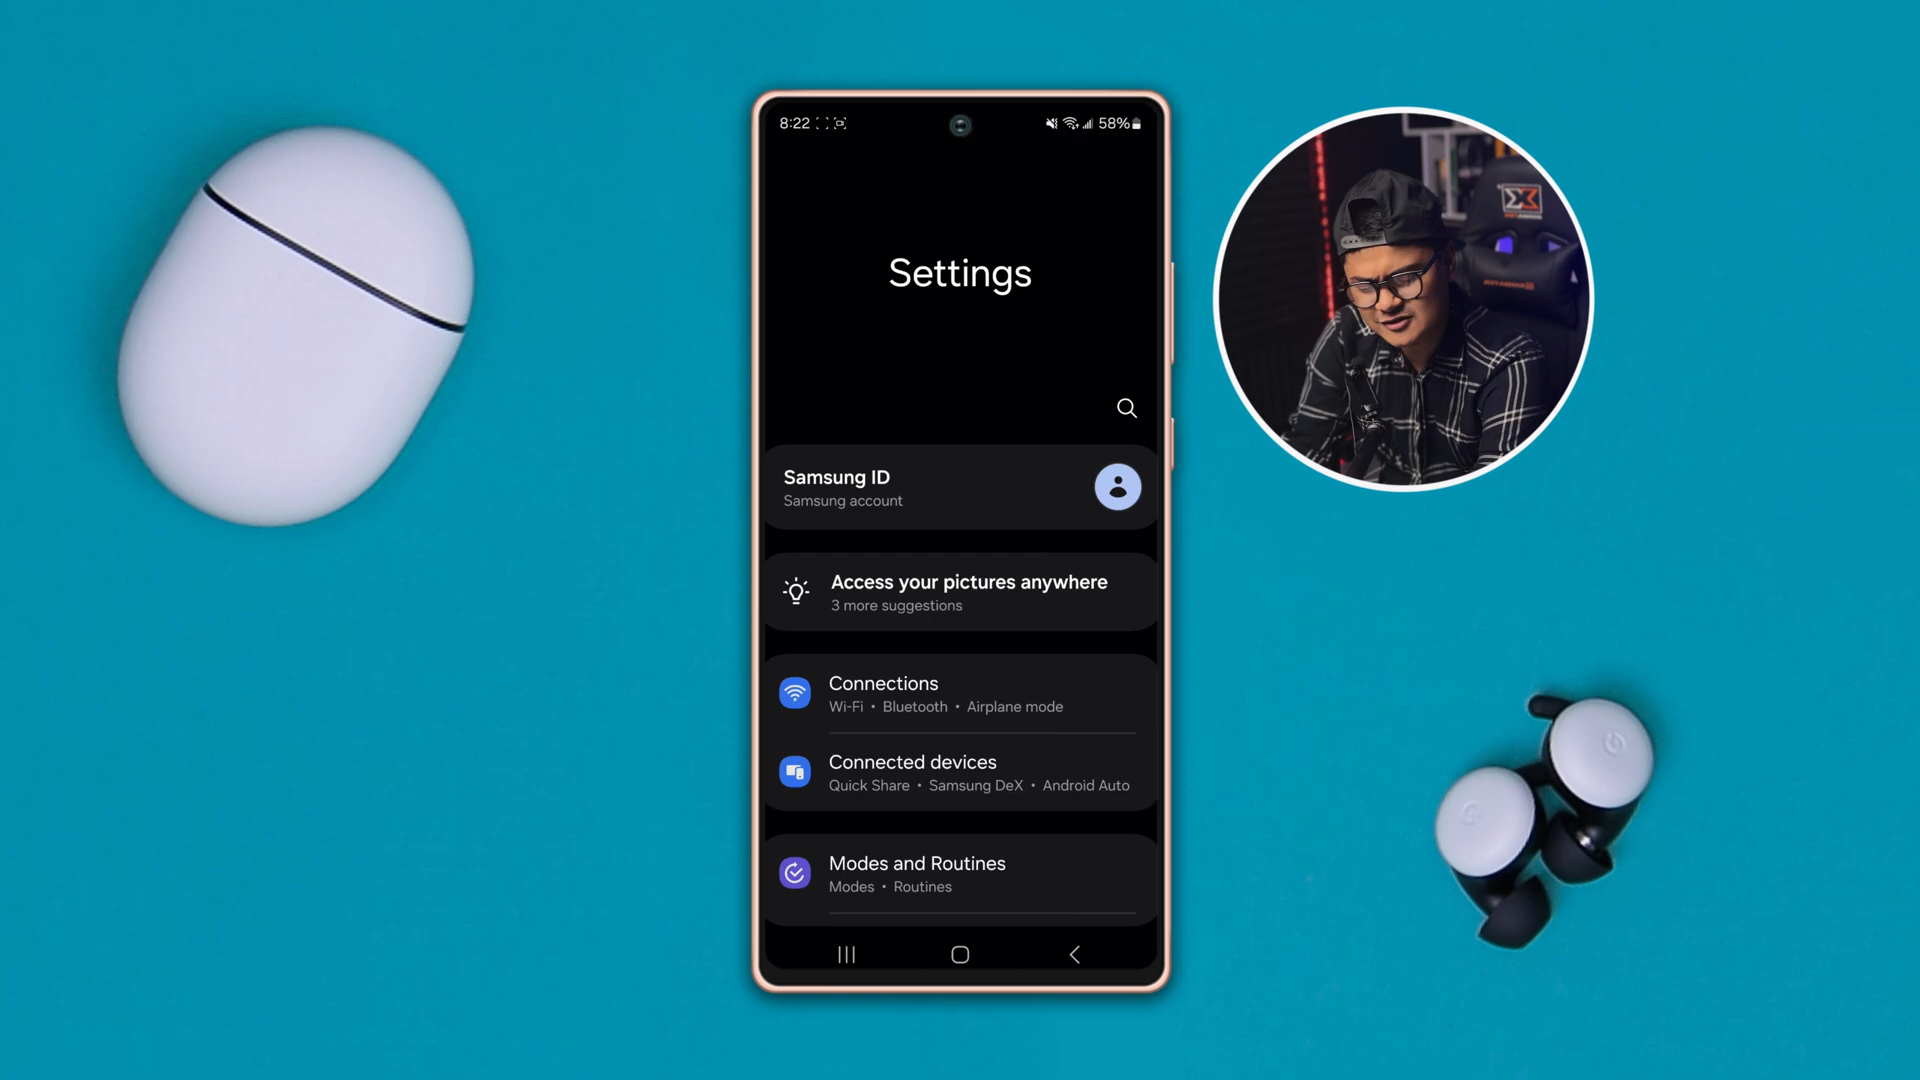 8:22
58%
Settings
Samsung ID
Samsung account
Access your pictures anywhere
3 more suggestions
Connections
Wi-Fi • Bluetooth • Airplane mode
Connected devices
Quick Share • Samsung DeX • Android Auto
Modes and Routines
Modes • Routines